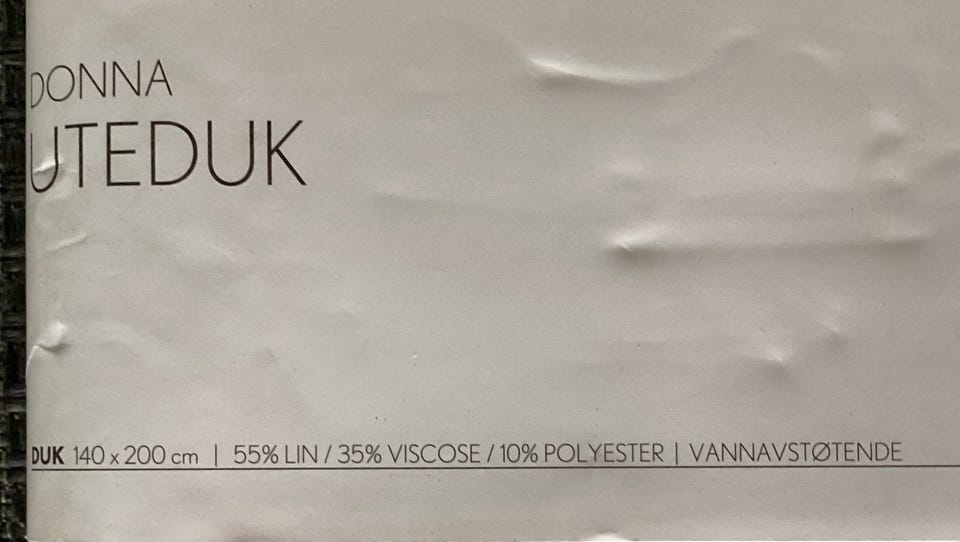 DONNA
UTEDUK
DUK 140 x 200 cm | 55% LIN / 35% VISCOSE / 10% POLYESTER | VANNAVSTØTENDE